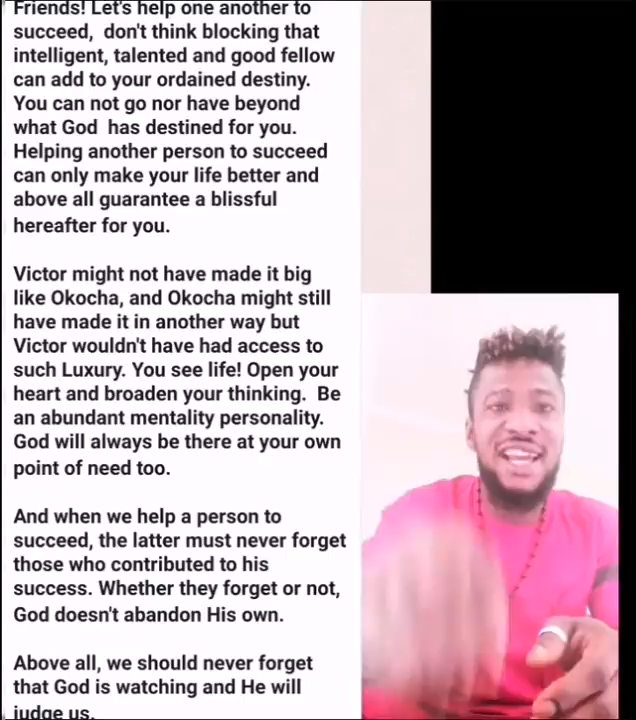 Friends! Let's help one another to
succeed,  don't think blocking that
intelligent, talented and good fellow
can add to your ordained destiny.
You can not go nor have beyond
what God  has destined for you.
Helping another person to succeed
can only make your life better and
above all guarantee a blissful
hereafter for you.
Victor might not have made it big
like Okocha, and Okocha might still
have made it in another way but
Victor wouldn't have had access to
such Luxury. You see life! Open your
heart and broaden your thinking.  Be
an abundant mentality personality.
God will always be there at your own
point of need too.
And when we help a person to
succeed, the latter must never forget
those who contributed to his
success. Whether they forget or not,
God doesn't abandon His own.
Above all, we should never forget
that God is watching and He will
judge us.